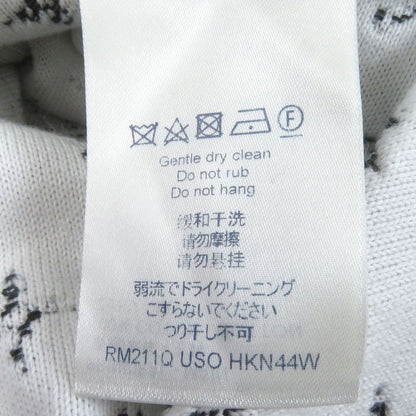 F
Gentle dry clean
Do not rub
Do not hang
缓和干洗
请勿摩擦
请勿悬挂
弱流でドライクリーニング
こすらないでください
つり干し不可
RM211Q USO HKN44W